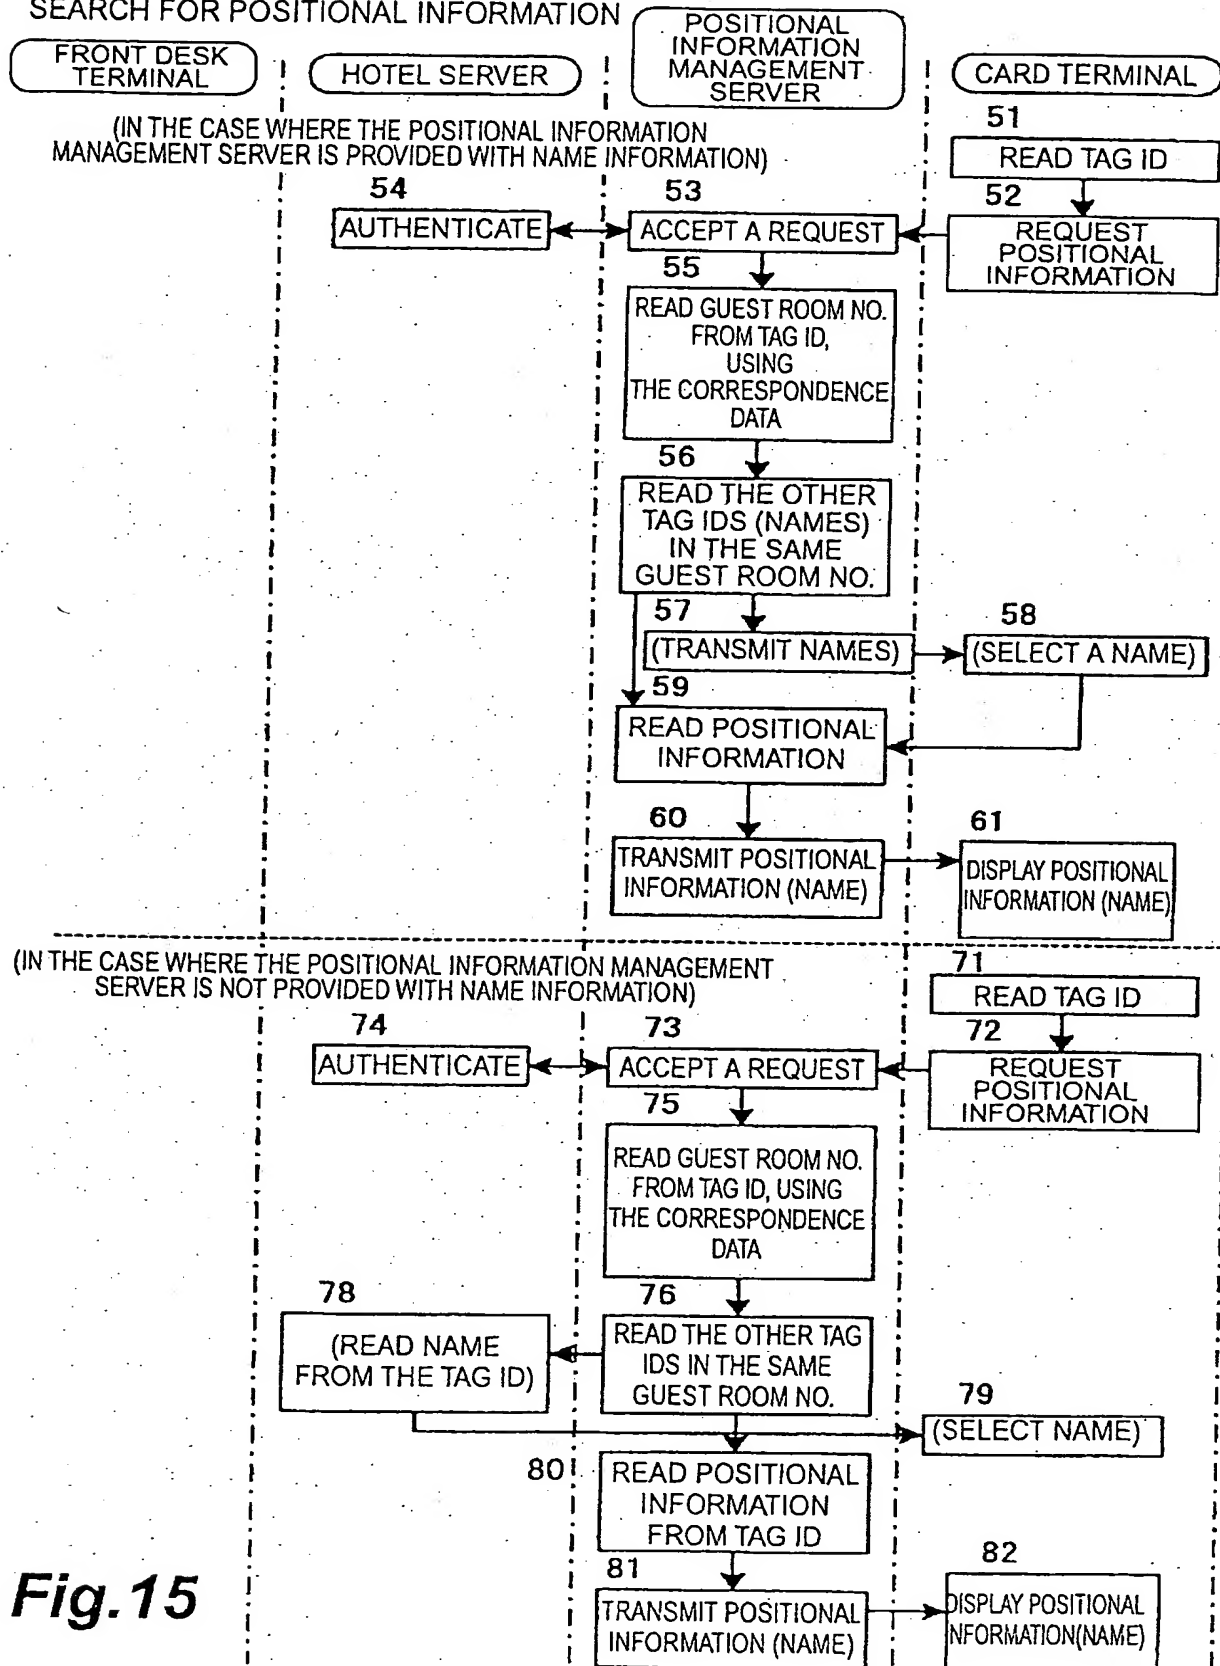 SEARCH FOR POSITIONAL INFORMATION
FRONT DESK
TERMINAL
HOTEL SERVER
POSITIONAL
INFORMATION
MANAGEMENT
SERVER
CARD TERMINAL
(IN THE CASE WHERE THE POSITIONAL INFORMATION
MANAGEMENT SERVER IS PROVIDED WITH NAME INFORMATION)
51
READ TAG ID
54
AUTHENTICATE
53
ACCEPT A REQUEST
52
REQUEST
POSITIONAL
INFORMATION
55
READ GUEST ROOM NO.
FROM TAG ID,
USING
THE CORRESPONDENCE
DATA
56
READ THE OTHER
TAG IDS (NAMES)
IN THE SAME
GUEST ROOM NO.
57
(TRANSMIT NAMES)
58
(SELECT A NAME)
59
READ POSITIONAL
INFORMATION
60
TRANSMIT POSITIONAL
INFORMATION (NAME)
61
DISPLAY POSITIONAL
INFORMATION (NAME)
(IN THE CASE WHERE THE POSITIONAL INFORMATION MANAGEMENT
SERVER IS NOT PROVIDED WITH NAME INFORMATION)
71
READ TAG ID
74
AUTHENTICATE
73
ACCEPT A REQUEST
72
REQUEST
POSITIONAL
INFORMATION
75
READ GUEST ROOM NO.
FROM TAG ID, USING
THE CORRESPONDENCE
DATA
78
(READ NAME
FROM THE TAG ID)
76
READ THE OTHER TAG
IDS IN THE SAME
GUEST ROOM NO.
79
(SELECT NAME)
80
READ POSITIONAL
INFORMATION
FROM TAG ID
81
TRANSMIT POSITIONAL
INFORMATION (NAME)
82
DISPLAY POSITIONAL
INFORMATION(NAME)
Fig.15